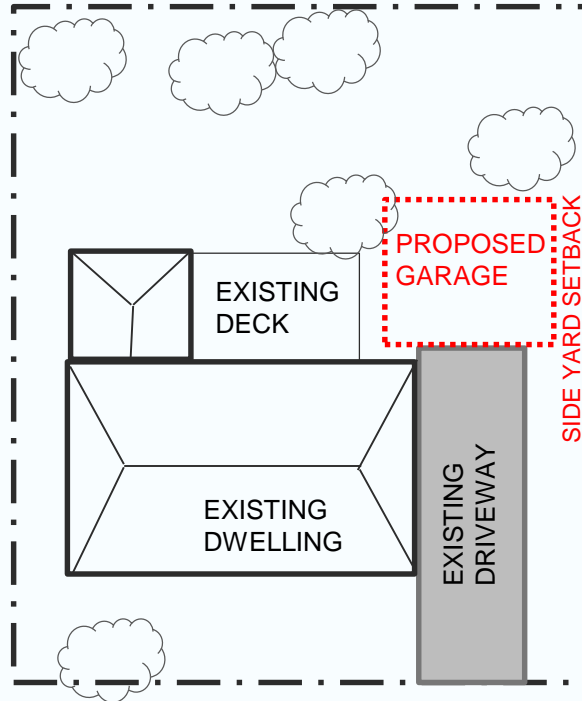 PROPOSED
GARAGE
SIDE YARD SETBACK
EXISTING
DECK
EXISTING
DWELLING
EXISTING
DRIVEWAY